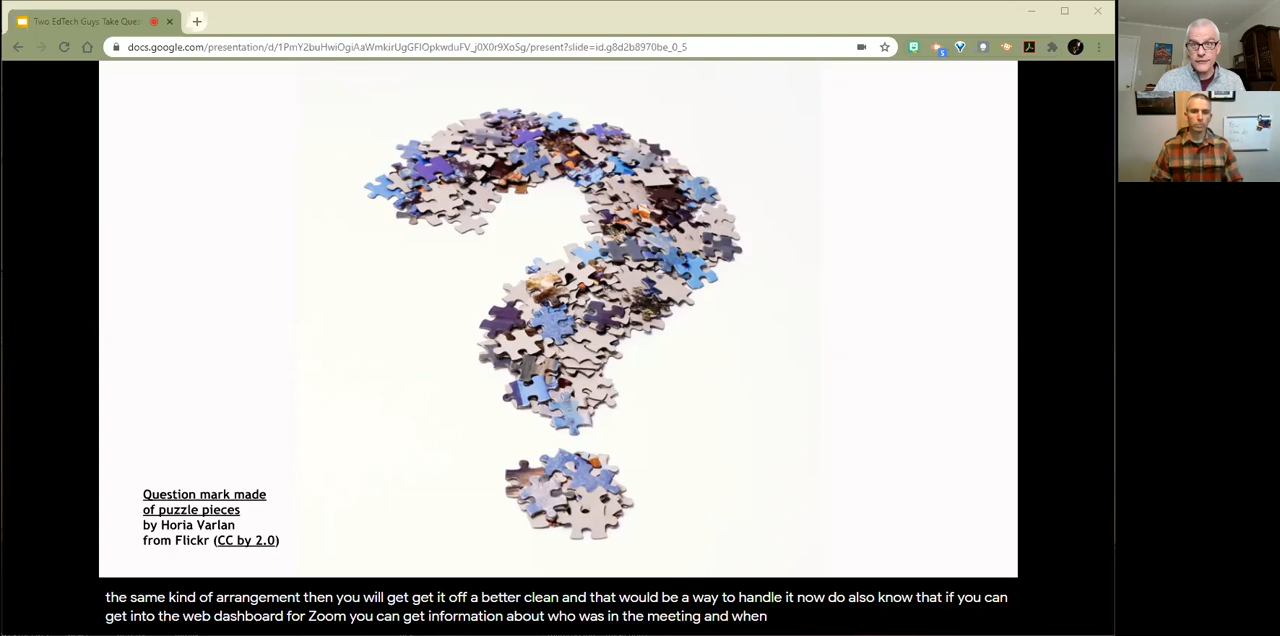 Two EdTech Guys Take Ques
docs.google.com/presentation/d/1PmY2buHwiOgiAaWmkirUgGFIOpkwduFV_j0X0r9XoSg/present?slide=id.g8d2b8970be_0_5
5
Question mark made
of puzzle pieces
by Horia Varlan
from Flickr (CC by 2.0)
the same kind of arrangement then you will get get it off a better clean and that would be a way to handle it now do also know that if you can
get into the web dashboard for Zoom you can get information about who was in the meeting and when